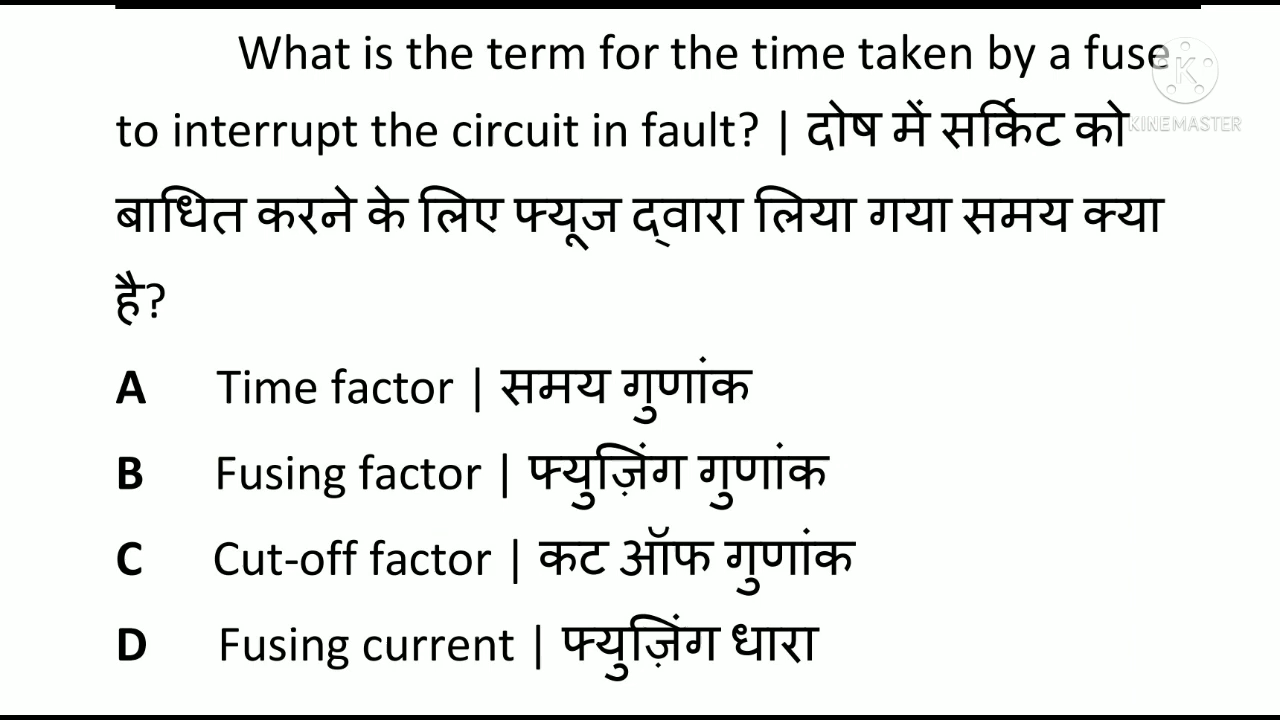 What is the term for the time taken by a fuse
to interrupt the circuit in fault? | दोष में सर्किट को
बाधित करने के लिए फ्यूज द्वारा लिया गया समय क्या
है?
A Time factor | समय गुणांक
B Fusing factor | फ्युज़िंग गुणांक
C Cut-off factor | कट ऑफ गुणांक
D Fusing current | फ्युज़िंग धारा
K
KINEMASTER